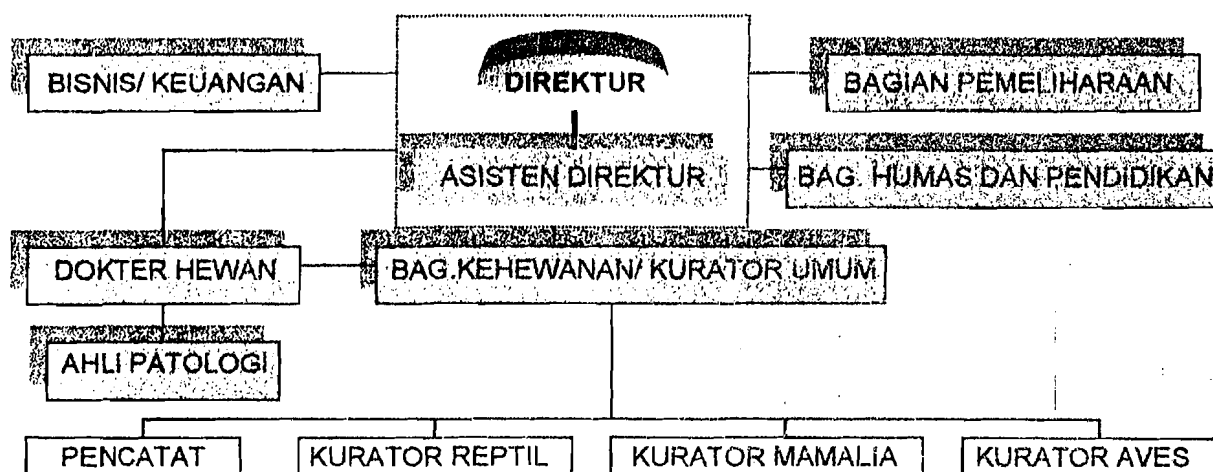 DIREKTUR
BISNIS/ KEUANGAN
BAGIAN PEMELIHARAAN
ASISTEN DIREKTUR
BAG. HUMAS DAN PENDIDIKAN
DOKTER HEWAN
BAG.KEHEWANAN/ KURATOR UMUM
AHLI PATOLOGI
PENCATAT
KURATOR REPTIL
KURATOR MAMALIA
KURATOR AVES